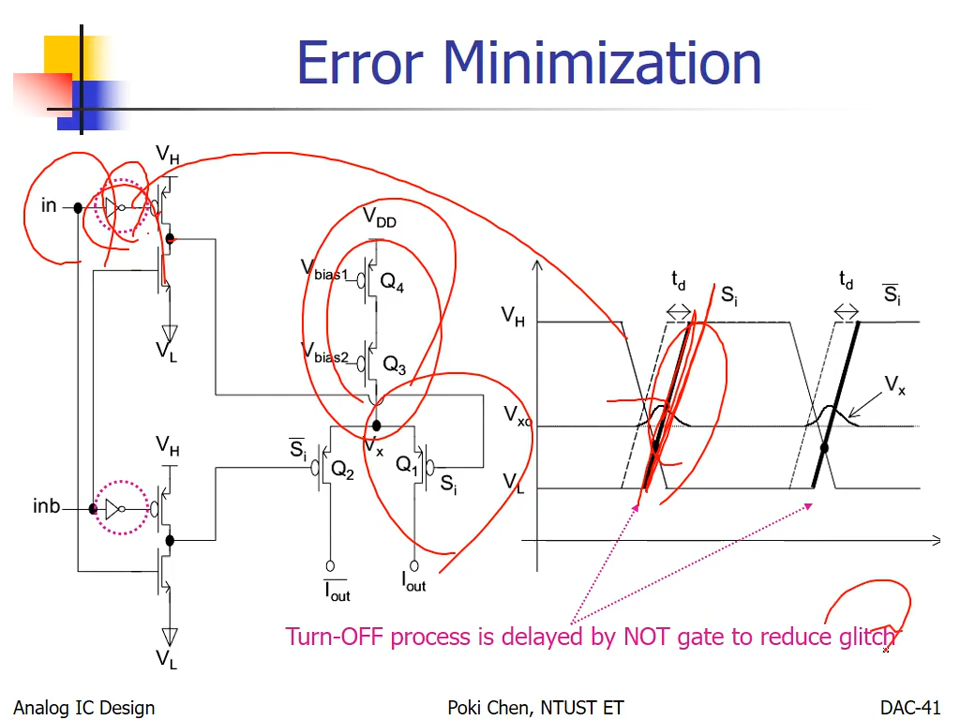 Error Minimization
V_H
in
V_L
V_H
inb
V_L
V_DD
V_bias1
Q_4
V_bias2
Q_3
V_x
S̅_i
Q_2
Q_1
S_i
I̅_out
I_out
t_d
S_i
t_d
S̅_i
V_H
V_x
V_L
Turn-OFF process is delayed by NOT gate to reduce glitch
Analog IC Design
Poki Chen, NTUST ET
DAC-41